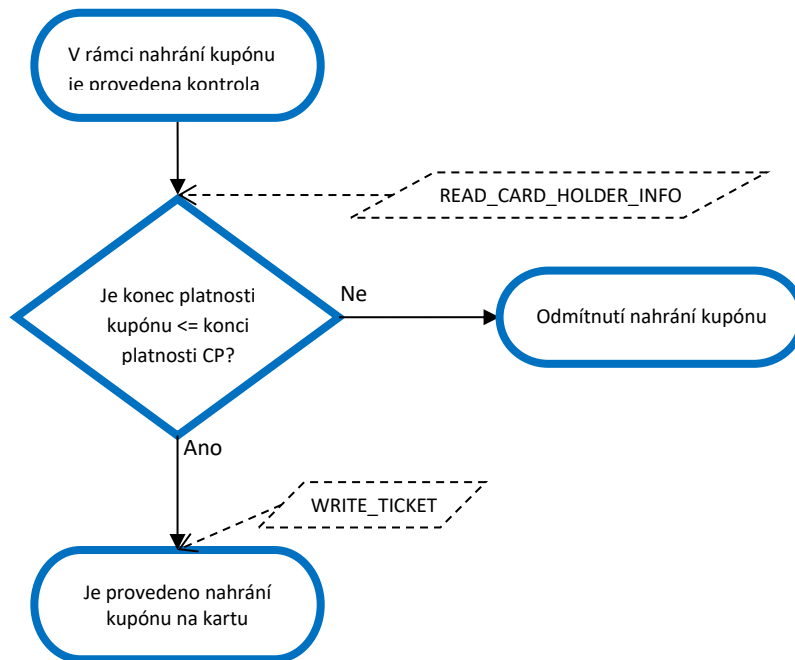 V rámci nahrání kupónu
je provedena kontrola
READ_CARD_HOLDER_INFO
Je konec platnosti
kupónu <= konci
platnosti CP?
Ne
Odmítnutí nahrání kupónu
Ano
WRITE_TICKET
Je provedeno nahrání
kupónu na kartu